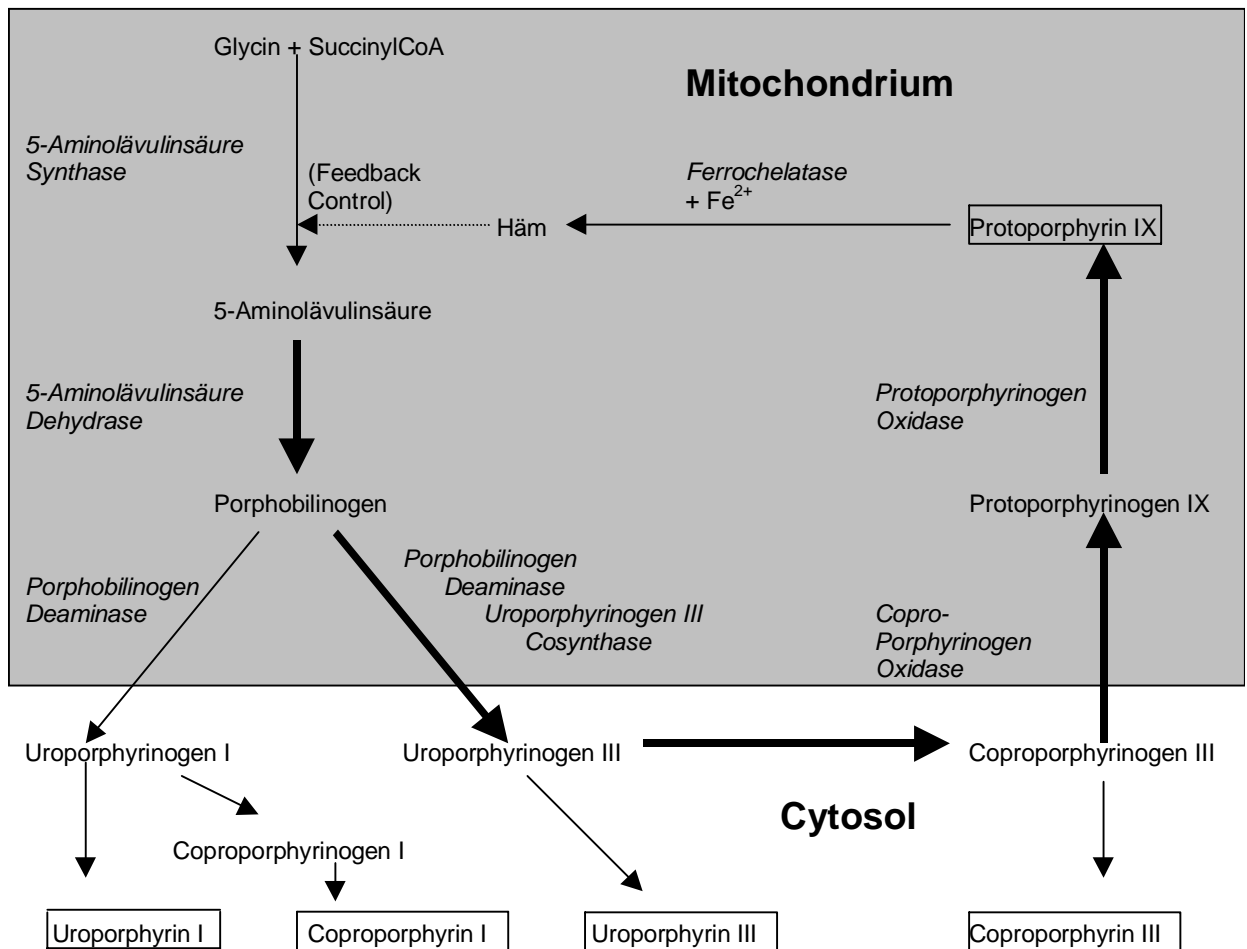 Glycin + SuccinylCoA
Mitochondrium
5-Aminolävulinsäure
Synthase
(Feedback
Control)
Ferrochelatase
+ Fe2+
Häm
Protoporphyrin IX
5-Aminolävulinsäure
5-Aminolävulinsäure
Dehydrase
Protoporphyrinogen
Oxidase
Porphobilinogen
Protoporphyrinogen IX
Porphobilinogen
Deaminase
Porphobilinogen
Deaminase
Uroporphyrinogen III
Cosynthase
Copro-
Porphyrinogen
Oxidase
Uroporphyrinogen I
Uroporphyrinogen III
Coproporphyrinogen III
Cytosol
Coproporphyrinogen I
Uroporphyrin I
Coproporphyrin I
Uroporphyrin III
Coproporphyrin III